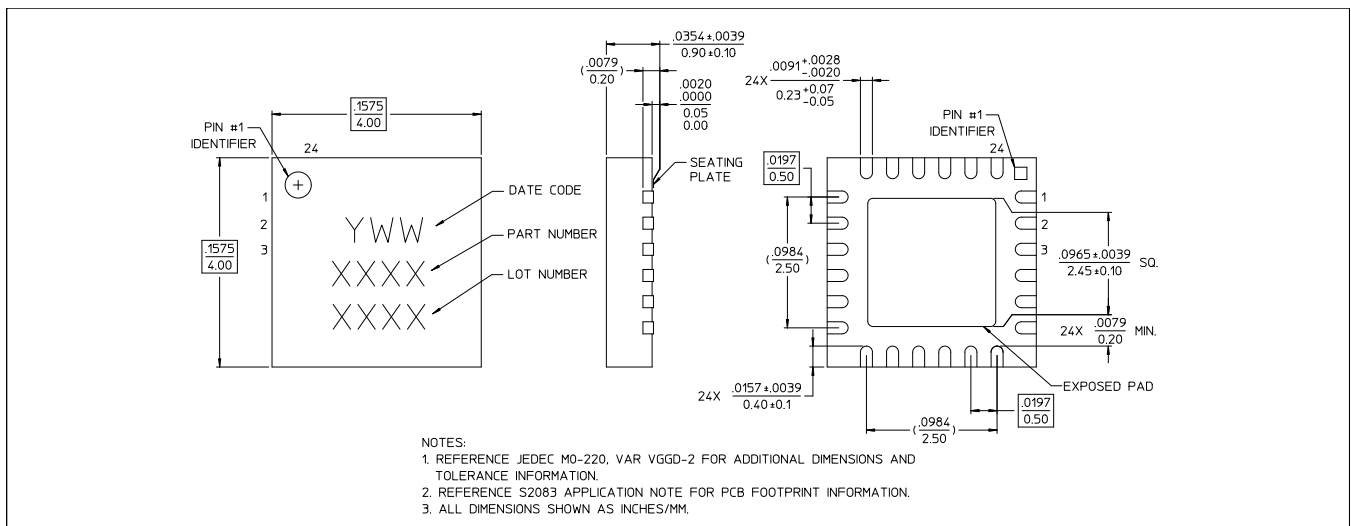 .0354±.0039
0.90±0.10
(.0079
0.20)
.0020
.0000
0.05
0.00
24X .0091+.0028
-.0020
0.23+0.07
-0.05
.1575
4.00
PIN #1
IDENTIFIER
24
SEATING
PLATE
PIN #1
IDENTIFIER
24
.0197
0.50
1
2
3
DATE CODE
YWW
PART NUMBER
XXXX
LOT NUMBER
XXXX
.1575
4.00
1
2
3
(.0984
2.50)
.0965±.0039 SQ.
2.45±0.10
24X .0079 MIN.
0.20
EXPOSED PAD
24X .0157±.0039
0.40±0.1
(.0984)
2.50
.0197
0.50
NOTES:
1. REFERENCE JEDEC MO-220, VAR VGGD-2 FOR ADDITIONAL DIMENSIONS AND
TOLERANCE INFORMATION.
2. REFERENCE S2083 APPLICATION NOTE FOR PCB FOOTPRINT INFORMATION.
3. ALL DIMENSIONS SHOWN AS INCHES/MM.